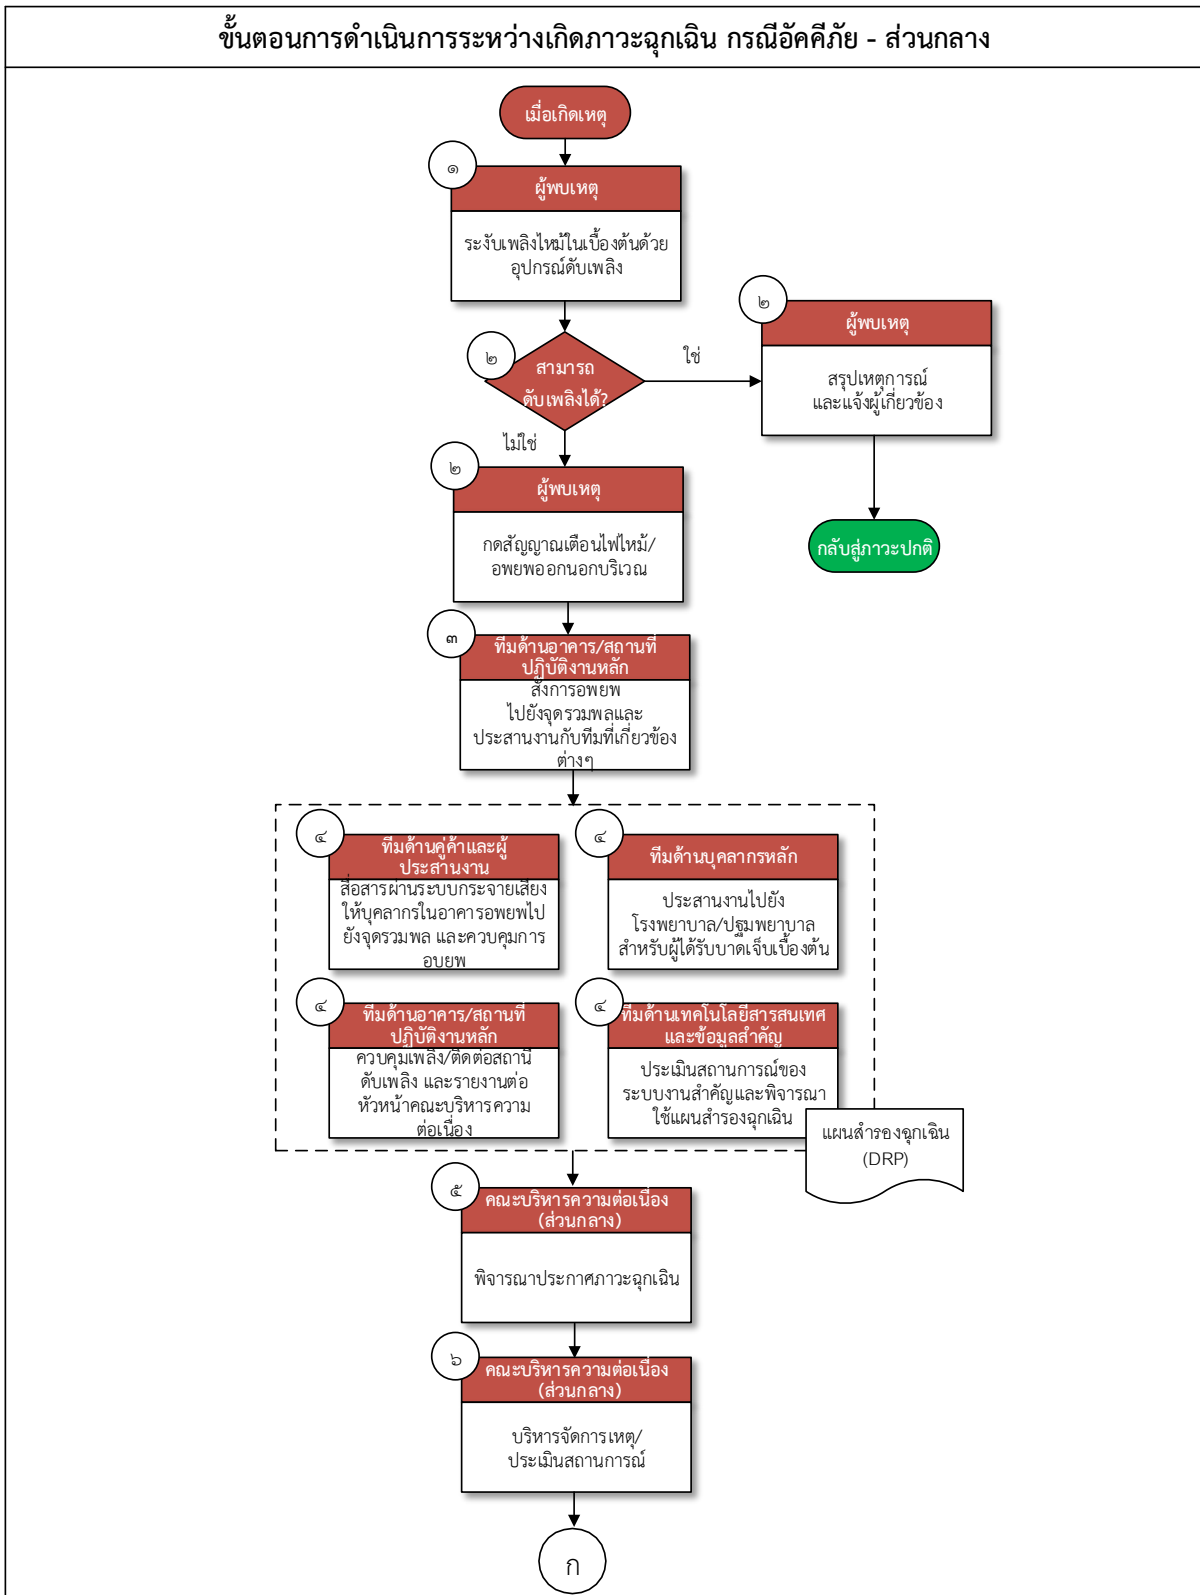 ขั้นตอนการดำเนินการระหว่างเกิดภาวะฉุกเฉิน กรณีอัคคีภัย - ส่วนกลาง
เมื่อเกิดเหตุ
๑
ผู้พบเหตุ
ระงับเพลิงไหม้ในเบื้องต้นด้วย
อุปกรณ์ดับเพลิง
๒
สามารถ
ดับเพลิงได้?
ใช่
๒
ผู้พบเหตุ
สรุปเหตุการณ์
และแจ้งผู้เกี่ยวข้อง
กลับสู่ภาวะปกติ
ไม่ใช่
๒
ผู้พบเหตุ
กดสัญญาณเตือนไฟไหม้/
อพยพออกนอกบริเวณ
๓
ทีมด้านอาคาร/สถานที่
ปฏิบัติงานหลัก
สั่งการอพยพ
ไปยังจุดรวมพลและ
ประสานงานกับทีมที่เกี่ยวข้อง
ต่างๆ
๔
ทีมด้านคู่ค้าและผู้
ประสานงาน
สื่อสารผ่านระบบกระจายเสียง
ให้บุคลากรในอาคารอพยพไป
ยังจุดรวมพล และควบคุมการ
อบยพ
๔
ทีมด้านบุคลากรหลัก
ประสานงานไปยัง
โรงพยาบาล/ปฐมพยาบาล
สำหรับผู้ได้รับบาดเจ็บเบื้องต้น
๔
ทีมด้านอาคาร/สถานที่
ปฏิบัติงานหลัก
ควบคุมเพลิง/ติดต่อสถานี
ดับเพลิง และรายงานต่อ
หัวหน้าคณะบริหารความ
ต่อเนื่อง
๔
ทีมด้านเทคโนโลยีสารสนเทศ
และข้อมูลสำคัญ
ประเมินสถานการณ์ของ
ระบบงานสำคัญและพิจารณา
ใช้แผนสำรองฉุกเฉิน
แผนสำรองฉุกเฉิน
(DRP)
๕
คณะบริหารความต่อเนื่อง
(ส่วนกลาง)
พิจารณาประกาศภาวะฉุกเฉิน
๖
คณะบริหารความต่อเนื่อง
(ส่วนกลาง)
บริหารจัดการเหตุ/
ประเมินสถานการณ์
ก